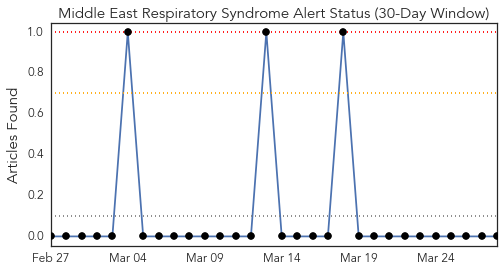 Middle East Respiratory Syndrome Alert Status (30-Day Window)
Articles Found
1.0
0.8
0.6
0.4
0.2
0.0
Feb 27 Mar 04 Mar 09 Mar 14 Mar 19 Mar 24